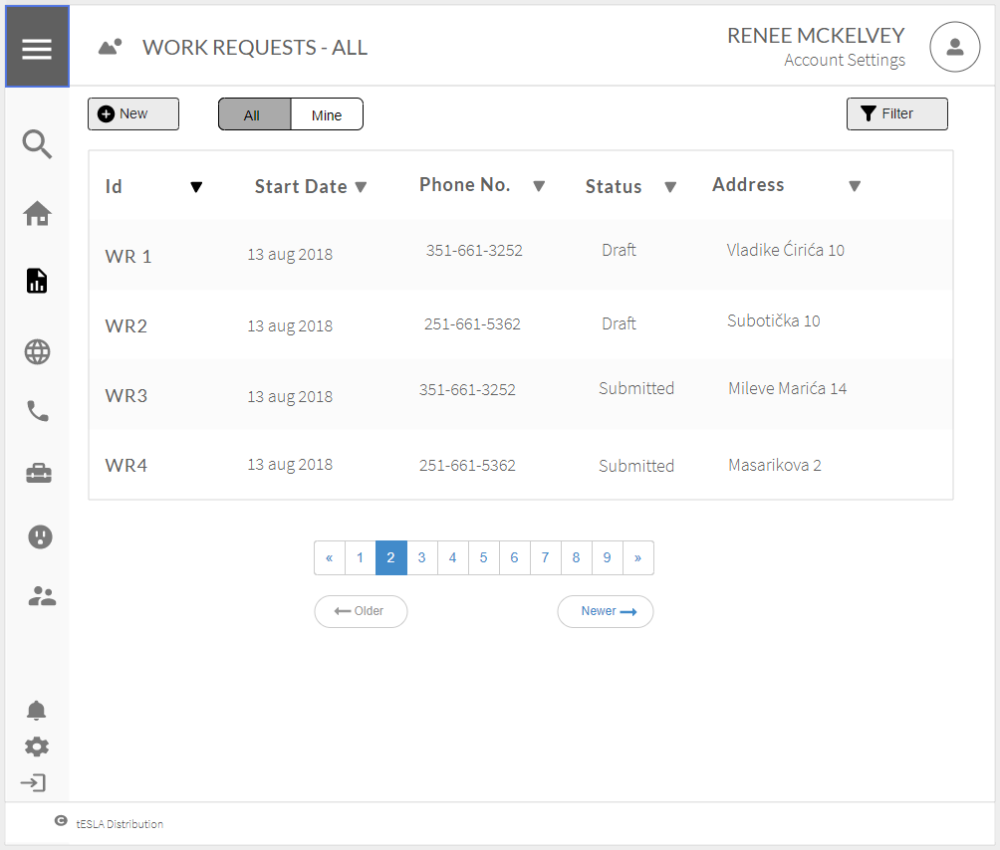 WORK REQUESTS - ALL
RENEE MCKELVEY
Account Settings
New
All Mine
Filter
Id Start Date Phone No. Status Address
WR 1 13 aug 2018 351-661-3252 Draft Vladike Ćirića 10
WR2 13 aug 2018 251-661-5362 Draft Subotička 10
WR3 13 aug 2018 351-661-3252 Submitted Mileve Marića 14
WR4 13 aug 2018 251-661-5362 Submitted Masarikova 2
« 1 2 3 4 5 6 7 8 9 »
Older Newer
© tESLA Distribution